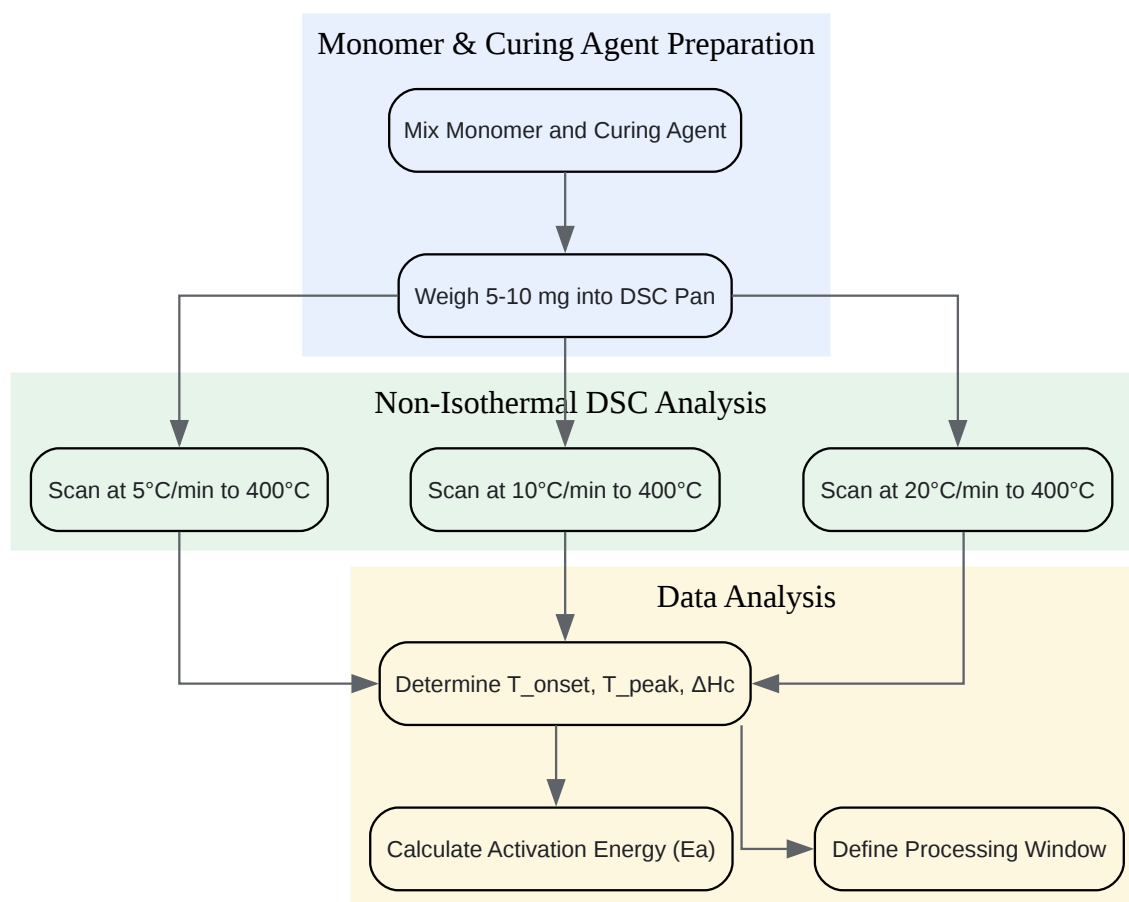 Monomer & Curing Agent Preparation
Mix Monomer and Curing Agent
Weigh 5-10 mg into DSC Pan
Non-Isothermal DSC Analysis
Scan at 5°C/min to 400°C
Scan at 10°C/min to 400°C
Scan at 20°C/min to 400°C
Data Analysis
Determine T_onset, T_peak, ΔHc
Calculate Activation Energy (Ea)
Define Processing Window